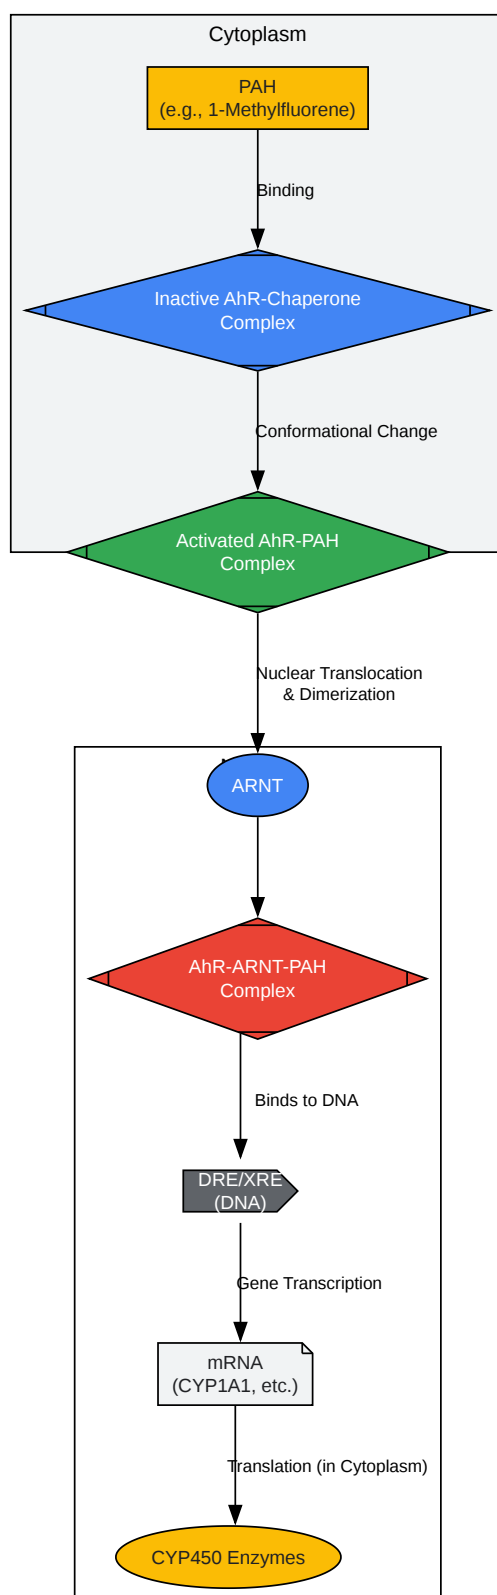 Cytoplasm
PAH
(e.g., 1-Methylfluorene)
Binding
Inactive AhR-Chaperone
Complex
Conformational Change
Activated AhR-PAH
Complex
Nuclear Translocation
& Dimerization
ARNT
AhR-ARNT-PAH
Complex
Binds to DNA
DRE/XRE
(DNA)
Gene Transcription
mRNA
(CYP1A1, etc.)
Translation (in Cytoplasm)
CYP450 Enzymes